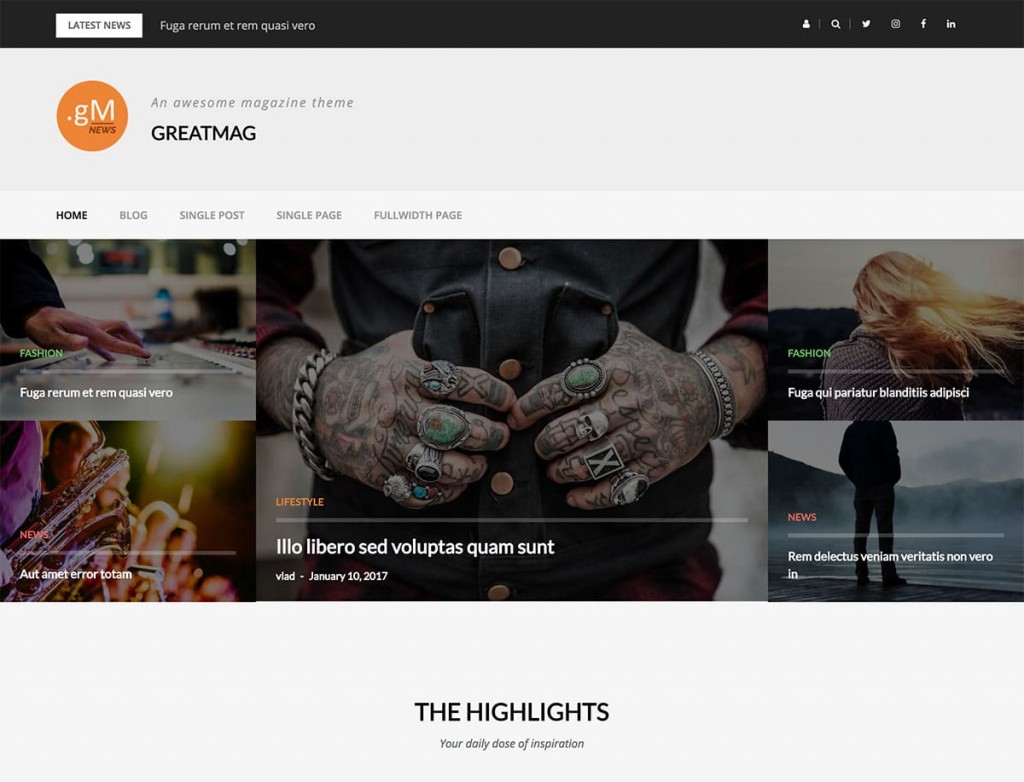 LATEST NEWS
Fuga rerum et rem quasi vero
.gM
NEWS
An awesome magazine theme
GREATMAG
HOME
BLOG
SINGLE POST
SINGLE PAGE
FULLWIDTH PAGE
FASHION
Fuga rerum et rem quasi vero
NEWS
Aut amet error totam
LIFESTYLE
Illo libero sed voluptas quam sunt
vlad - January 10, 2017
FASHION
Fuga qui pariatur blanditiis adipisci
NEWS
Rem delectus veniam veritatis non vero
in
THE HIGHLIGHTS
Your daily dose of inspiration